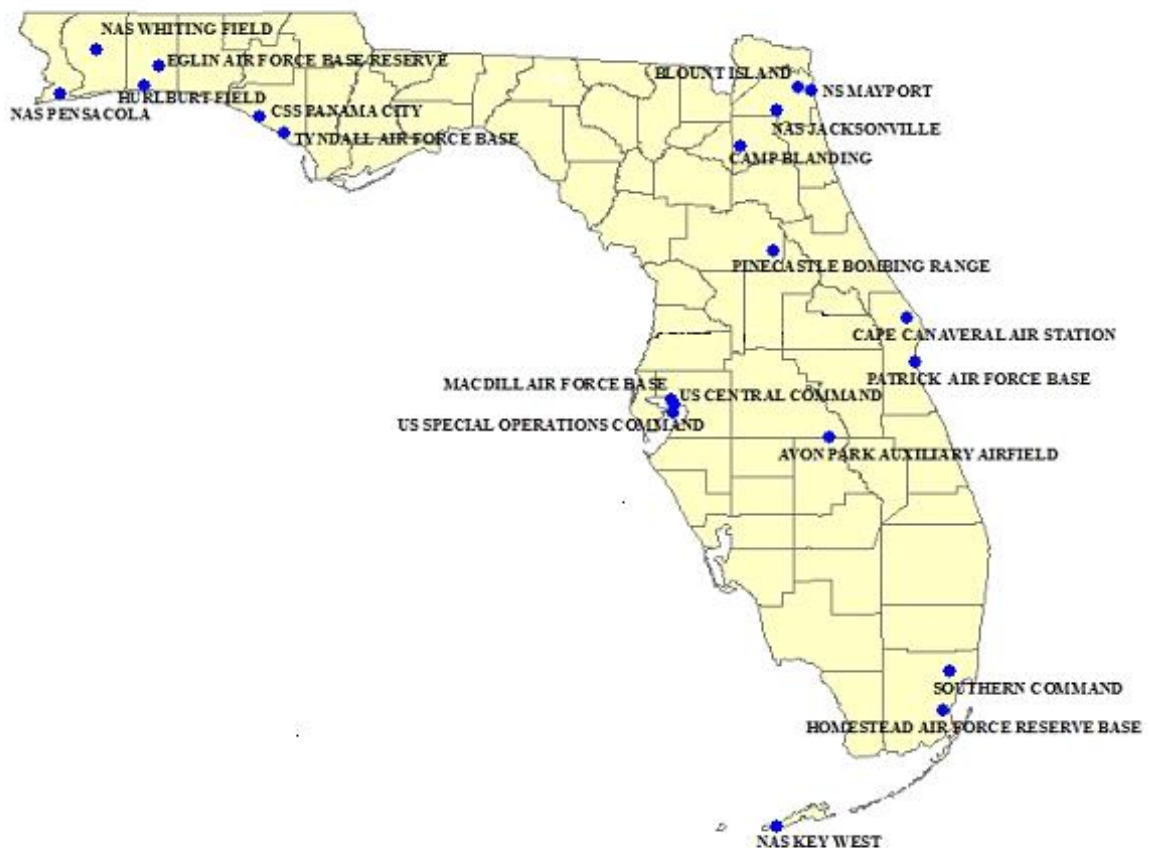 NAS WHITING FIELD
EGLIN AIR FORCE BASE RESERVE
BLOUNT ISLAND
NS MAYPORT
HURLBURT FIELD
NAS PENSACOLA
CSS PANAMA CITY
TYNDALL AIR FORCE BASE
NAS JACKSONVILLE
CAMP BLANDING
PINECASTLE BOMBING RANGE
CAPE CANAVERAL AIR STATION
PATRICK AIR FORCE BASE
MACDILL AIR FORCE BASE
US CENTRAL COMMAND
US SPECIAL OPERATIONS COMMAND
AVON PARK AUXILIARY AIRFIELD
SOUTHERN COMMAND
HOMESTEAD AIR FORCE RESERVE BASE
NAS KEY WEST